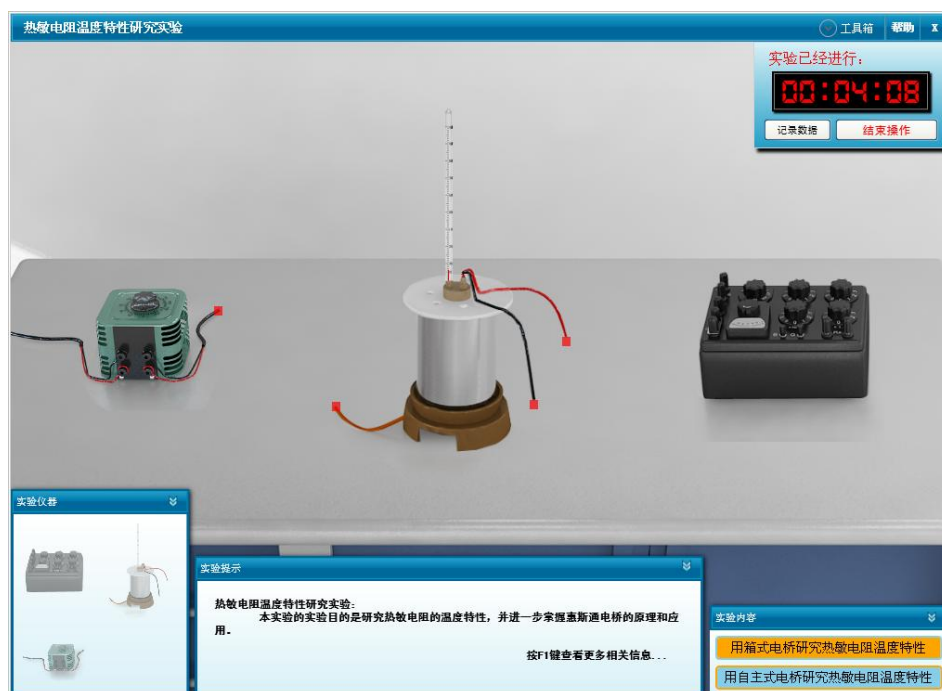 热敏电阻温度特性研究实验
工具箱 帮助 X
实验已经进行：
00:04:08
记录数据 结束操作
实验仪器
实验提示
热敏电阻温度特性研究实验:
本实验的实验目的是研究热敏电阻的温度特性，并进一步掌握惠斯通电桥的原理和应
用。
按F1键查看更多相关信息...
实验内容
用箱式电桥研究热敏电阻温度特性
用自主式电桥研究热敏电阻温度特性